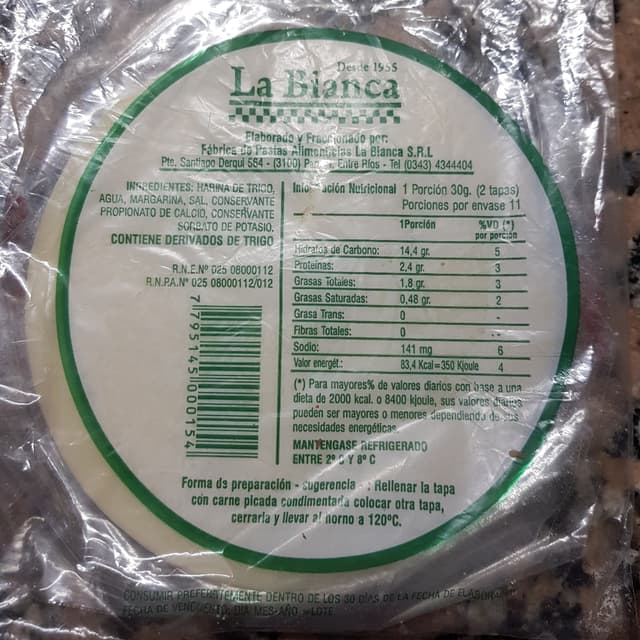 Desde 1955
La Bianca
Elaborado y Fraccionado por:
Fábrica de Pastas Alimenticias La Bianca S.R.L
Pte. Santiago Derqui 584 - (3100) Paraná - Entre Ríos - Tel (0343) 4344404
INGREDIENTES: HARINA DE TRIGO,
AGUA, MARGARINA, SAL, CONSERVANTE
PROPIONATO DE CALCIO, CONSERVANTE
SORBATO DE POTASIO.
CONTIENE DERIVADOS DE TRIGO
R.N.E.Nº 025 08000112
R.N.P.A.Nº 025 08000112/012
7 795145 000154
Información Nutricional 1 Porción 30g. (2 tapas)
Porciones por envase 11
1Porción %VD (*)
por porción
Hidratos de Carbono: 14,4 gr. 5
Proteínas: 2,4 gr. 3
Grasas Totales: 1,8 gr. 3
Grasas Saturadas: 0,48 gr. 2
Grasa Trans: 0 -
Fibras Totales: 0 -
Sodio: 141 mg 6
Valor energét.: 83,4 Kcal=350 Kjoule 4
(*) Para mayores% de valores diarios con base a una
dieta de 2000 kcal. o 8400 kjoule, sus valores diarios
pueden ser mayores o menores dependiendo de sus
necesidades energéticas.
MANTENGASE REFRIGERADO
ENTRE 2º C Y 8º C
Forma de preparación - sugerencia - : Rellenar la tapa
con carne picada condimentada colocar otra tapa,
cerrarla y llevar al horno a 120ºC.
CONSUMIR PREFERENTEMENTE DENTRO DE LOS 30 DIAS DE LA FECHA DE
FECHA DE VENCIMIENTO: DIA MES-AÑO =LOTE